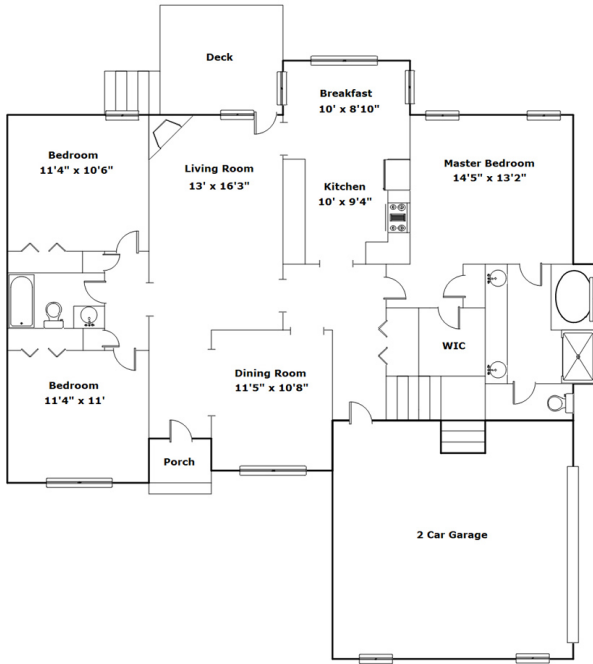 Deck
Breakfast
10' x 8'10"
Bedroom
11'4" x 10'6"
Living Room
13' x 16'3"
Master Bedroom
14'5" x 13'2"
Kitchen
10' x 9'4"
WIC
Dining Room
11'5" x 10'8"
Bedroom
11'4" x 11'
Porch
2 Car Garage